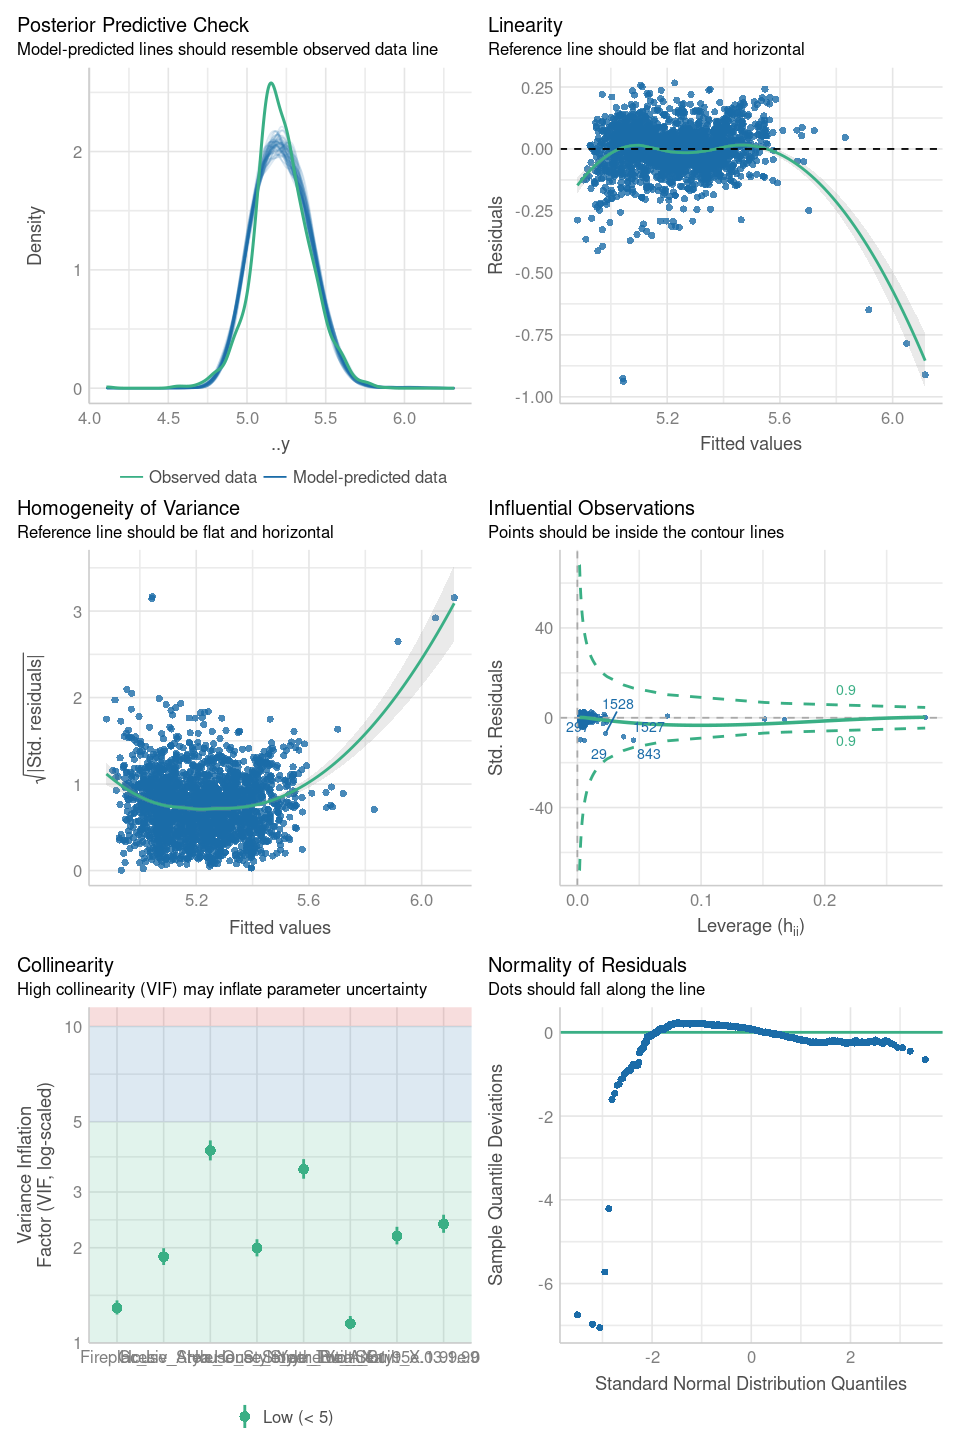 Posterior Predictive Check
Model-predicted lines should resemble observed data line
Density
2
1
0
4.0 4.5 5.0 5.5 6.0
..y
Observed data Model-predicted data
Linearity
Reference line should be flat and horizontal
Residuals
0.25
0.00
-0.25
-0.50
-0.75
-1.00
5.2 5.6 6.0
Fitted values
Homogeneity of Variance
Reference line should be flat and horizontal
√|Std. residuals|
3
2
1
0
5.2 5.6 6.0
Fitted values
Influential Observations
Points should be inside the contour lines
Std. Residuals
40
0
-40
0.9
1528
1527
29
843
0.9
0.0 0.1 0.2
Leverage (hii)
Collinearity
High collinearity (VIF) may inflate parameter uncertainty
Variance Inflation
Factor (VIF, log-scaled)
10
5
3
2
1
Low (< 5)
Normality of Residuals
Dots should fall along the line
Sample Quantile Deviations
0
-2
-4
-6
-2 0 2
Standard Normal Distribution Quantiles